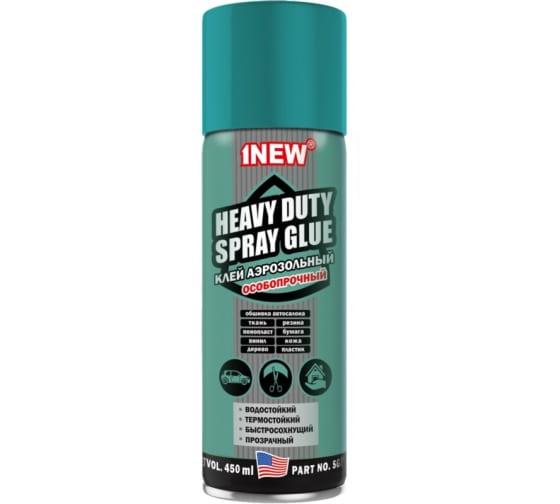 1NEW®
HEAVY DUTY
SPRAY GLUE
КЛЕЙ АЭРОЗОЛЬНЫЙ
ОСОБОПРОЧНЫЙ
обшивка автосалона
ткань резина
пенопласт бумага
винил кожа
дерево пластик
• ВОДОСТОЙКИЙ
• ТЕРМОСТОЙКИЙ
• БЫСТРОСОХНУЩИЙ
• ПРОЗРАЧНЫЙ
VOL. 450 ml PART NO.